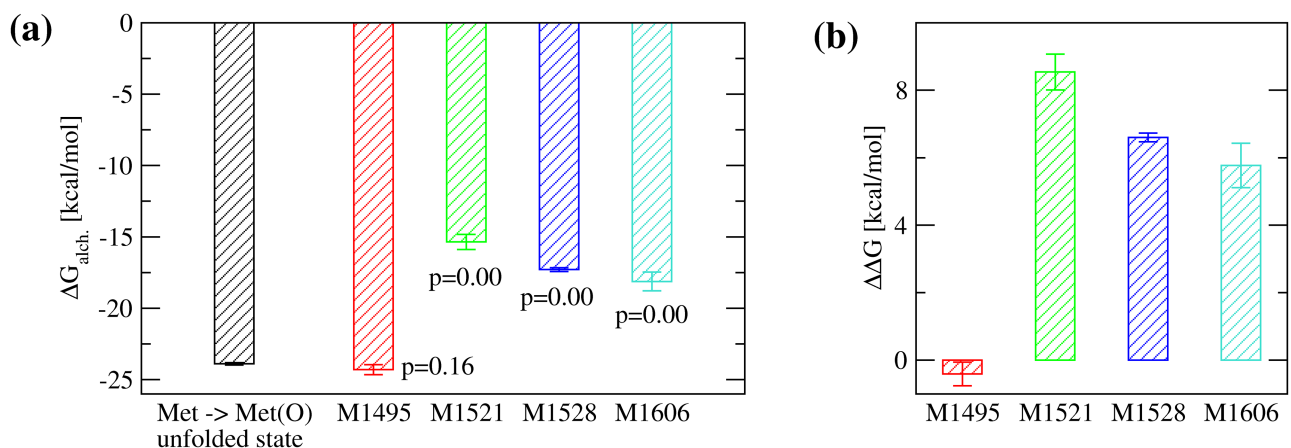 (a)
ΔG_alch. [kcal/mol]
0
-5
-10
-15
-20
-25
p=0.16
p=0.00
p=0.00
p=0.00
Met -> Met(O)
unfolded state
M1495
M1521
M1528
M1606
(b)
ΔΔG [kcal/mol]
8
4
0
M1495
M1521
M1528
M1606